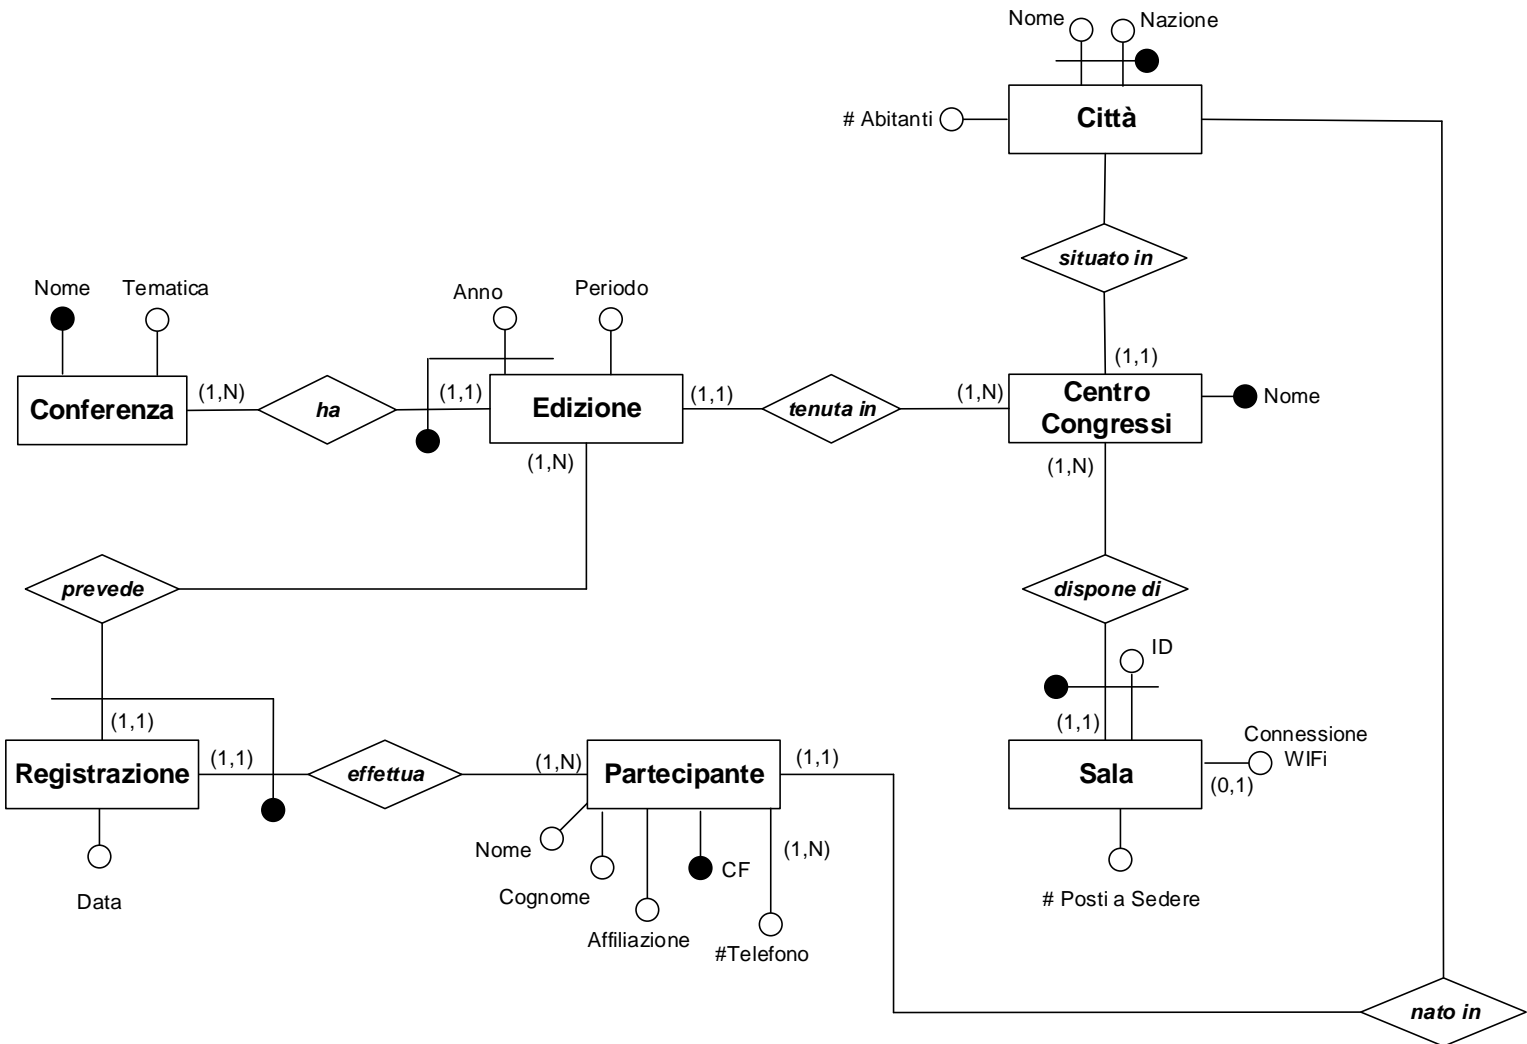 Nome
Nazione
# Abitanti
Città
situato in
Nome
Tematica
Anno
Periodo
(1,1)
Conferenza
(1,N)
ha
(1,1)
Edizione
(1,1)
tenuta in
(1,N)
Centro
Congressi
Nome
(1,N)
(1,N)
prevede
dispone di
ID
(1,1)
(1,1)
Connessione
WIFi
(0,1)
Registrazione
(1,1)
effettua
(1,N)
Partecipante
(1,1)
Sala
Nome
(1,N)
CF
Cognome
Data
# Posti a Sedere
Affiliazione
#Telefono
nato in